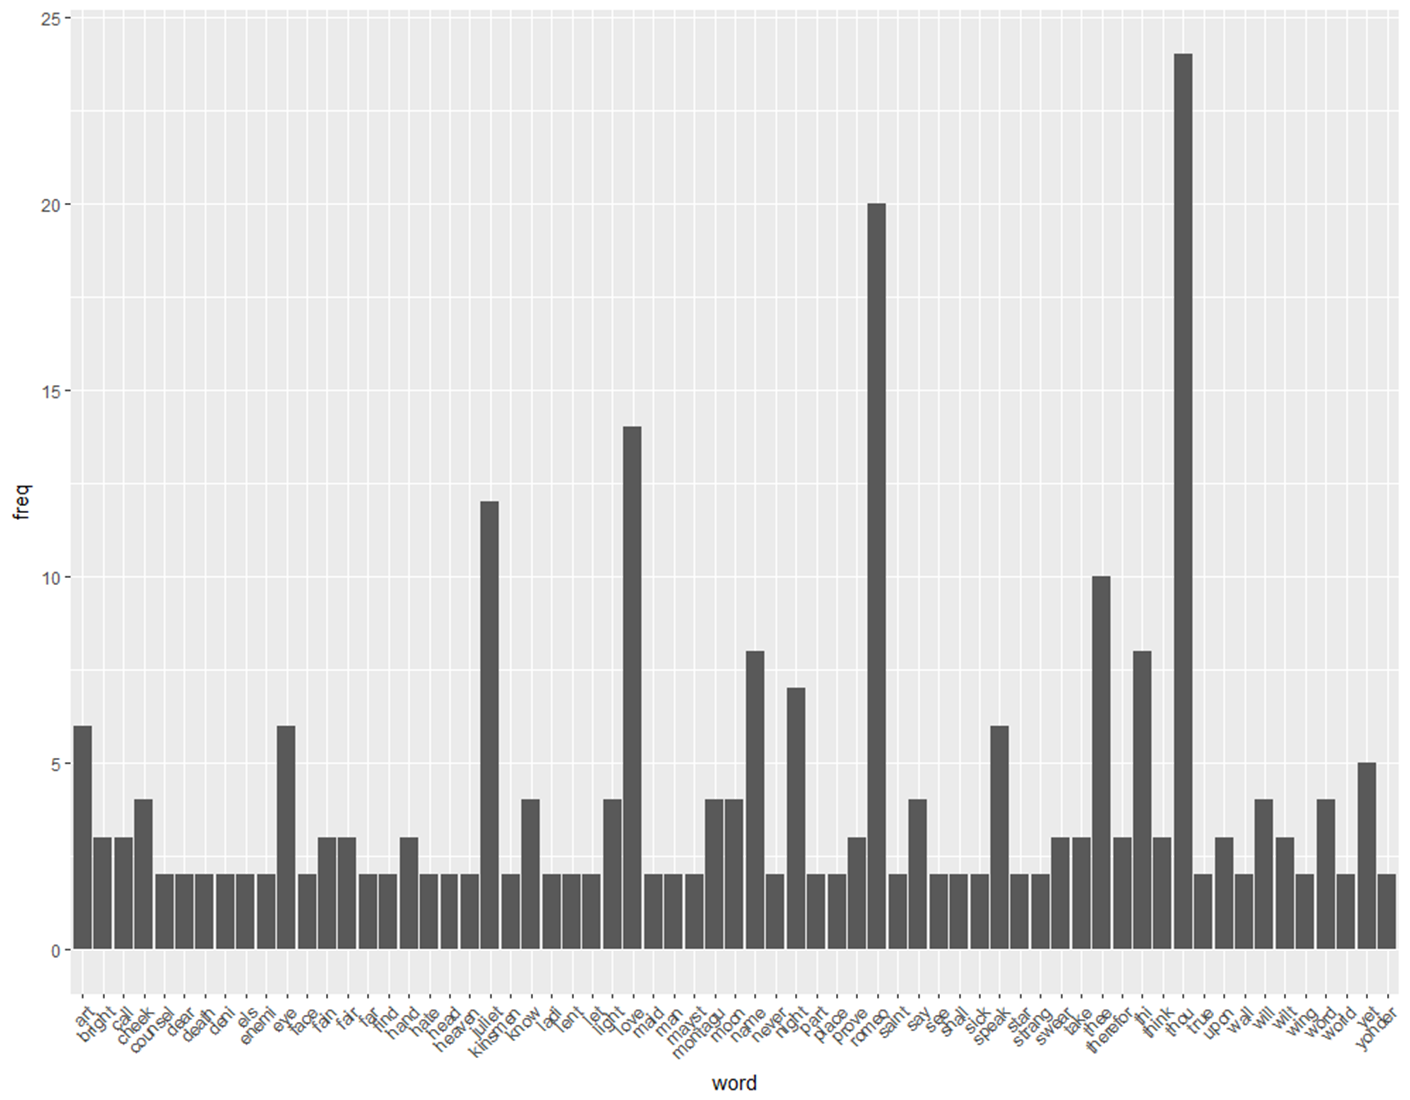 25
20
15
10
5
0
freq
art
bright
call
cheek
counsel
dear
death
deni
els
enemi
eye
face
fain
fair
far
find
hand
hate
head
heaven
juliet
kinsmen
know
ladi
lent
let
light
love
maid
man
mayst
montagu
moon
name
never
night
part
place
prove
romeo
saint
say
see
shall
sick
speak
star
strang
swear
take
thee
therefor
thi
think
thou
true
upon
wall
will
wilt
wing
word
world
yet
yonder
word